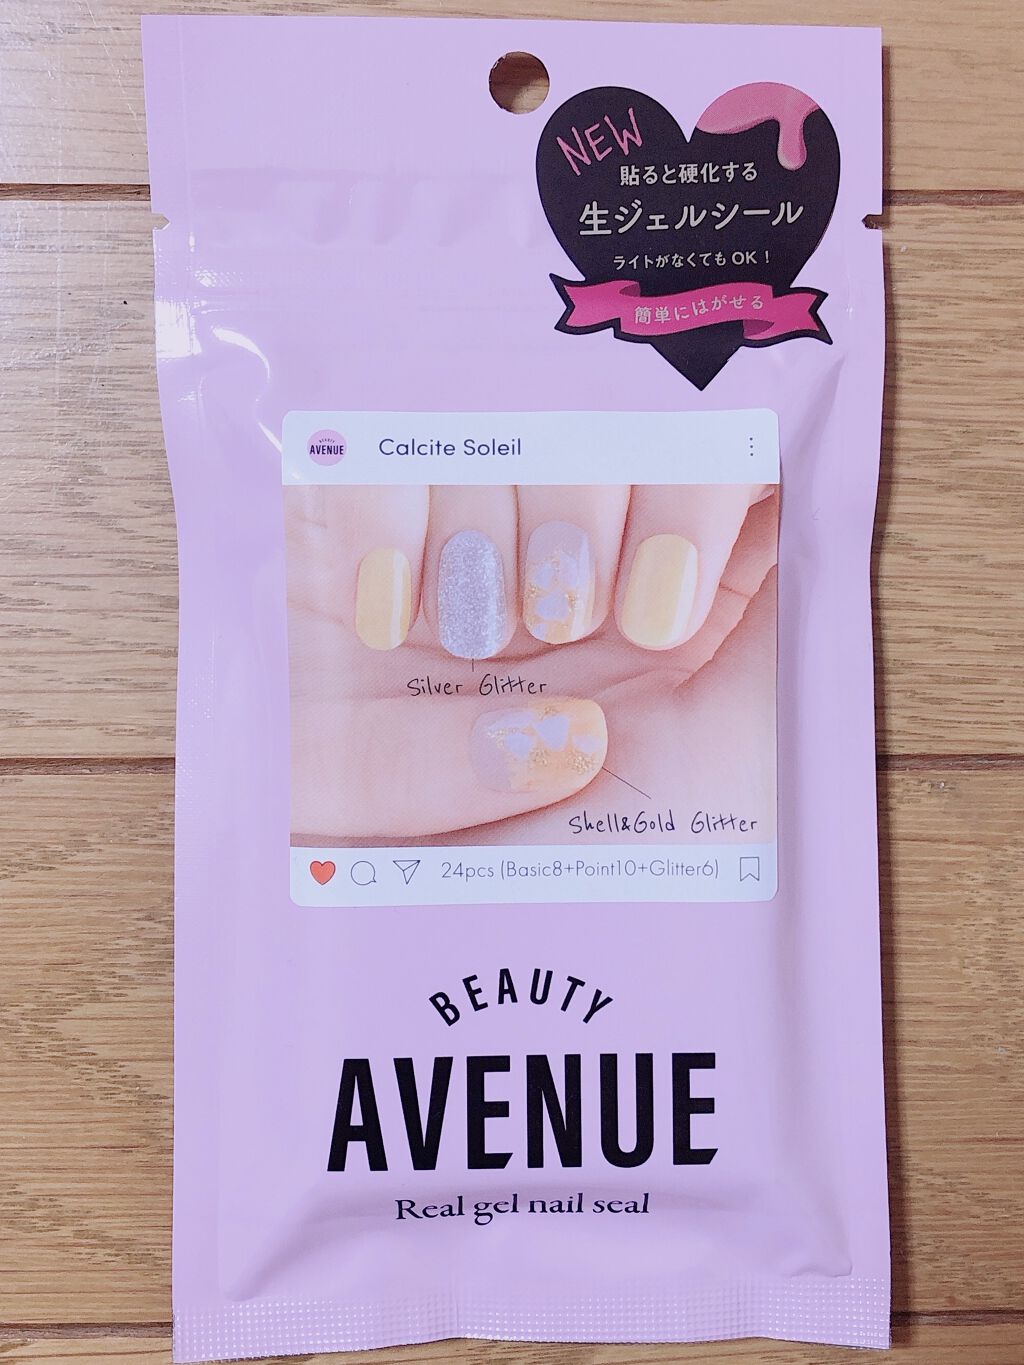 NEW
貼ると硬化する
生ジェルシール
ライトがなくてもOK！
簡単にはがせる
BEAUTY
AVENUE
Calcite Soleil
Silver Glitter
Shell&Gold Glitter
24pcs (Basic8+Point10+Glitter6)
BEAUTY
AVENUE
Real gel nail seal